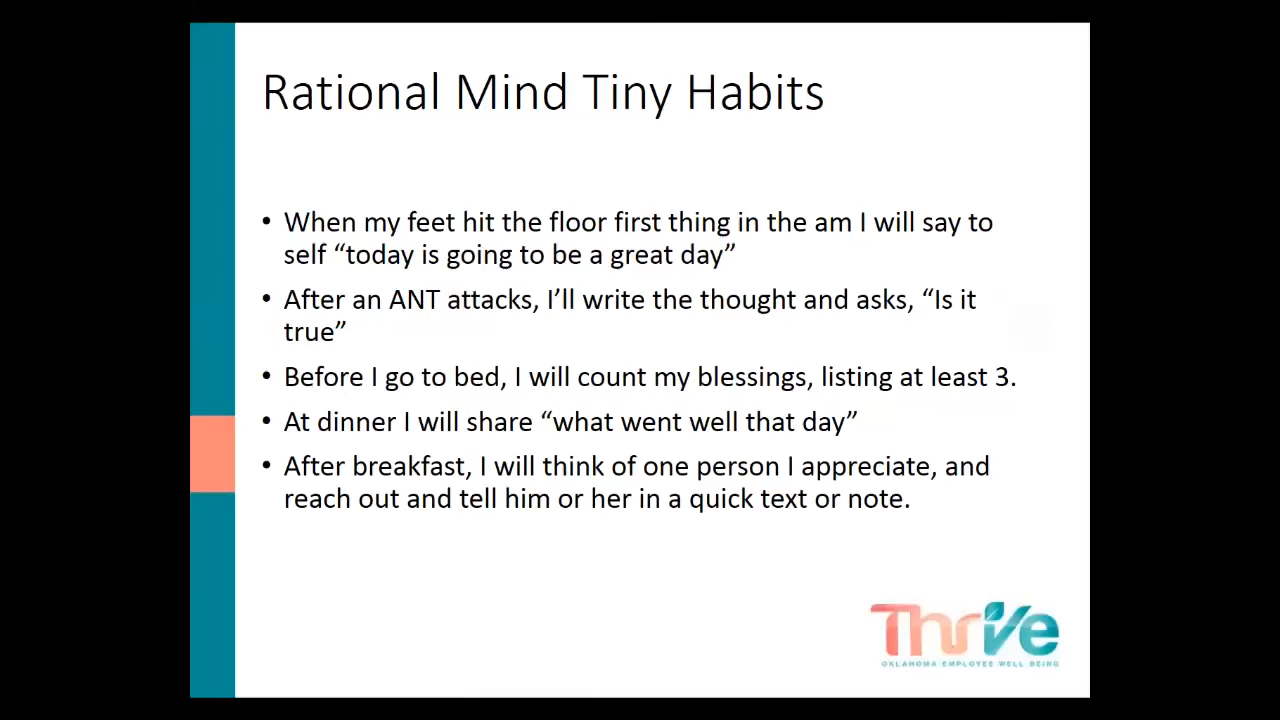 Rational Mind Tiny Habits
• When my feet hit the floor first thing in the am I will say to
self “today is going to be a great day”
• After an ANT attacks, I’ll write the thought and asks, “Is it
true”
• Before I go to bed, I will count my blessings, listing at least 3.
• At dinner I will share “what went well that day”
• After breakfast, I will think of one person I appreciate, and
reach out and tell him or her in a quick text or note.
Thrive
OKLAHOMA EMPLOYEE WELL BEING